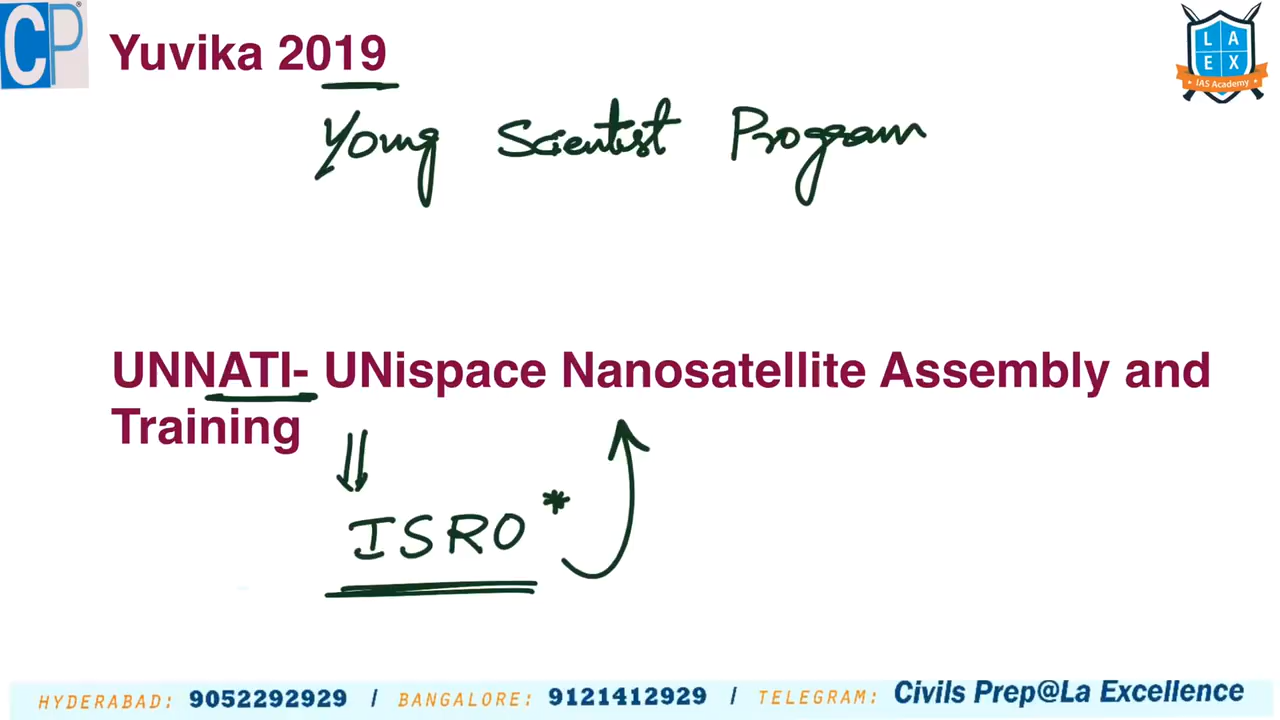 CP®
Yuvika 2019
LAEX
IAS Academy
Young Scientist Program
UNNATI- UNispace Nanosatellite Assembly and
Training
ISRO *
HYDERABAD: 9052292929 / BANGALORE: 9121412929 / TELEGRAM: Civils Prep@La Excellence